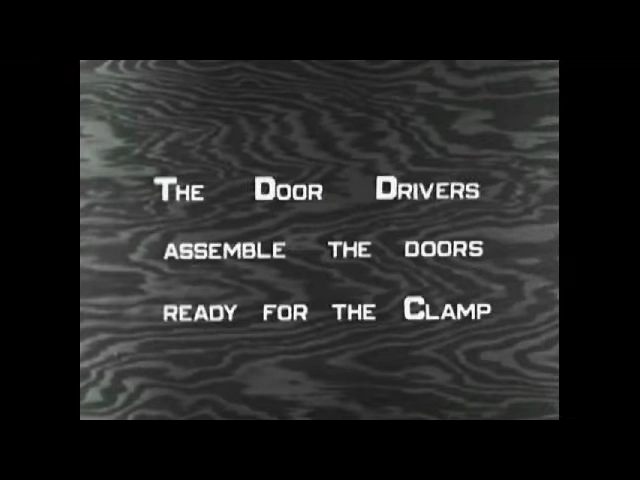 The Door Drivers
assemble the doors
ready for the Clamp